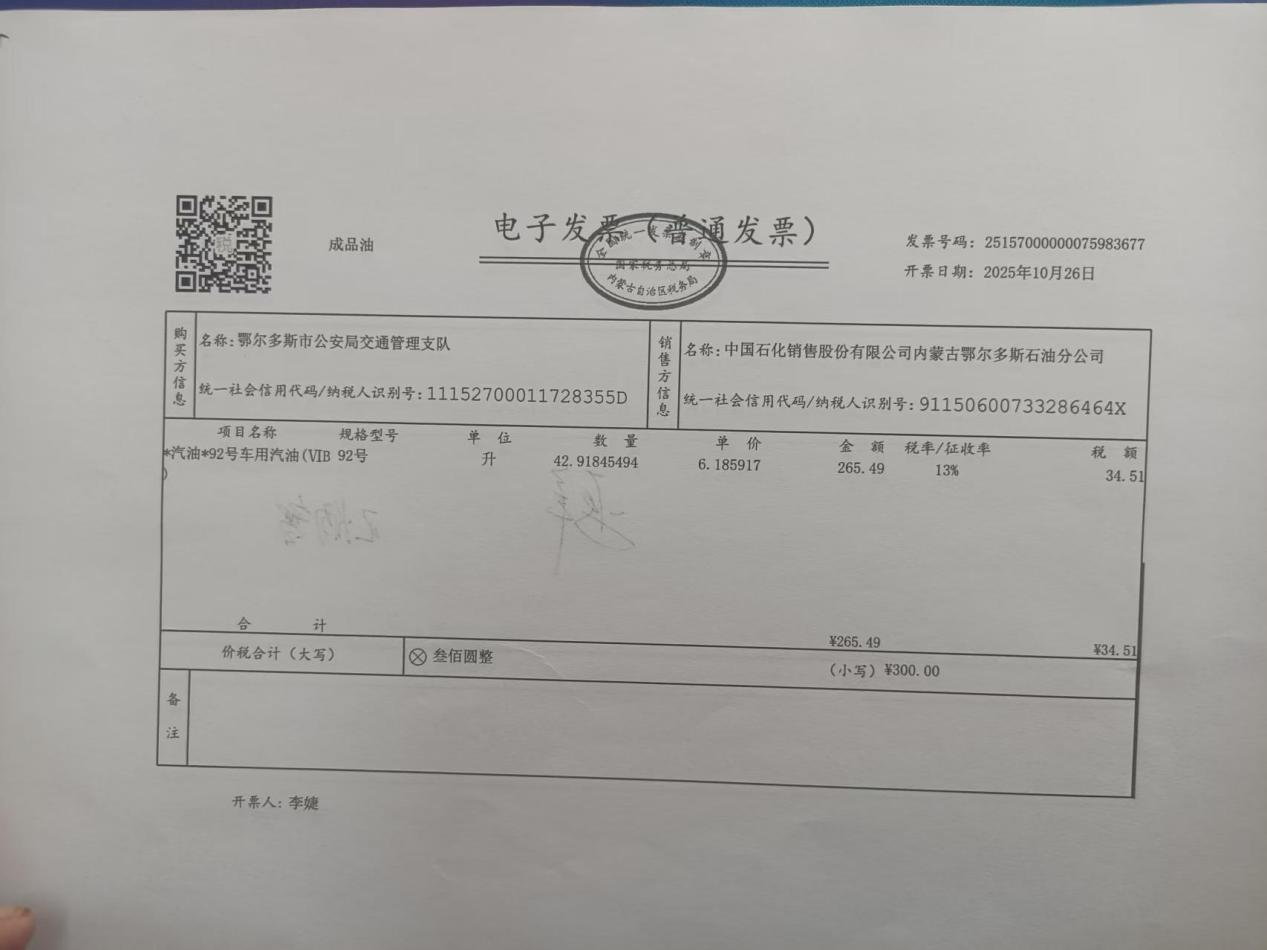 电子发票（普通发票）
成品油
税
全国统一发票监制章
国家税务总局
内蒙古自治区税务局
发票号码：25157000000075983677
开票日期：2025年10月26日
购买方信息
名称：鄂尔多斯市公安局交通管理支队
统一社会信用代码/纳税人识别号：11152700011728355D
销售方信息
名称：中国石化销售股份有限公司内蒙古鄂尔多斯石油分公司
统一社会信用代码/纳税人识别号：91150600733286464X
项目名称 规格型号 单位 数量 单价 金额 税率/征收率 税额
*汽油*92号车用汽油(VIB 92号 升 42.91845494 6.185917 265.49 13% 34.51
)
合计 ¥265.49 ¥34.51
价税合计（大写） ⊗ 叁佰圆整 （小写）¥300.00
备注
开票人：李婕